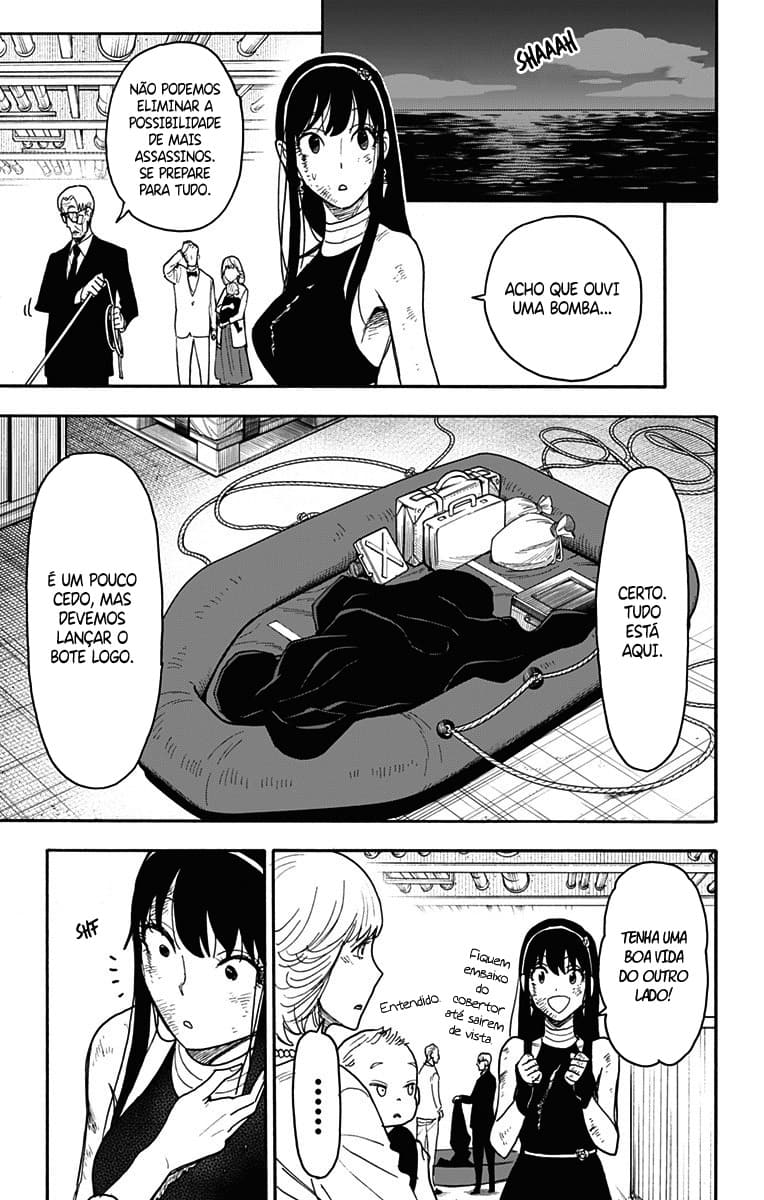 SHAAAH
ACHO QUE OUVI
UMA BOMBA...
NÃO PODEMOS
ELIMINAR A
POSSIBILIDADE
DE MAIS
ASSASSINOS.
SE PREPARE
PARA TUDO.
CERTO.
TUDO
ESTÁ
AQUI.
É UM POUCO
CEDO, MAS
DEVEMOS
LANÇAR O
BOTE LOGO.
TENHA UMA
BOA VIDA
DO OUTRO
LADO!
Fiquem
embaixo
do
cobertor
até sairem
de vista
Entendido.
......
SHF